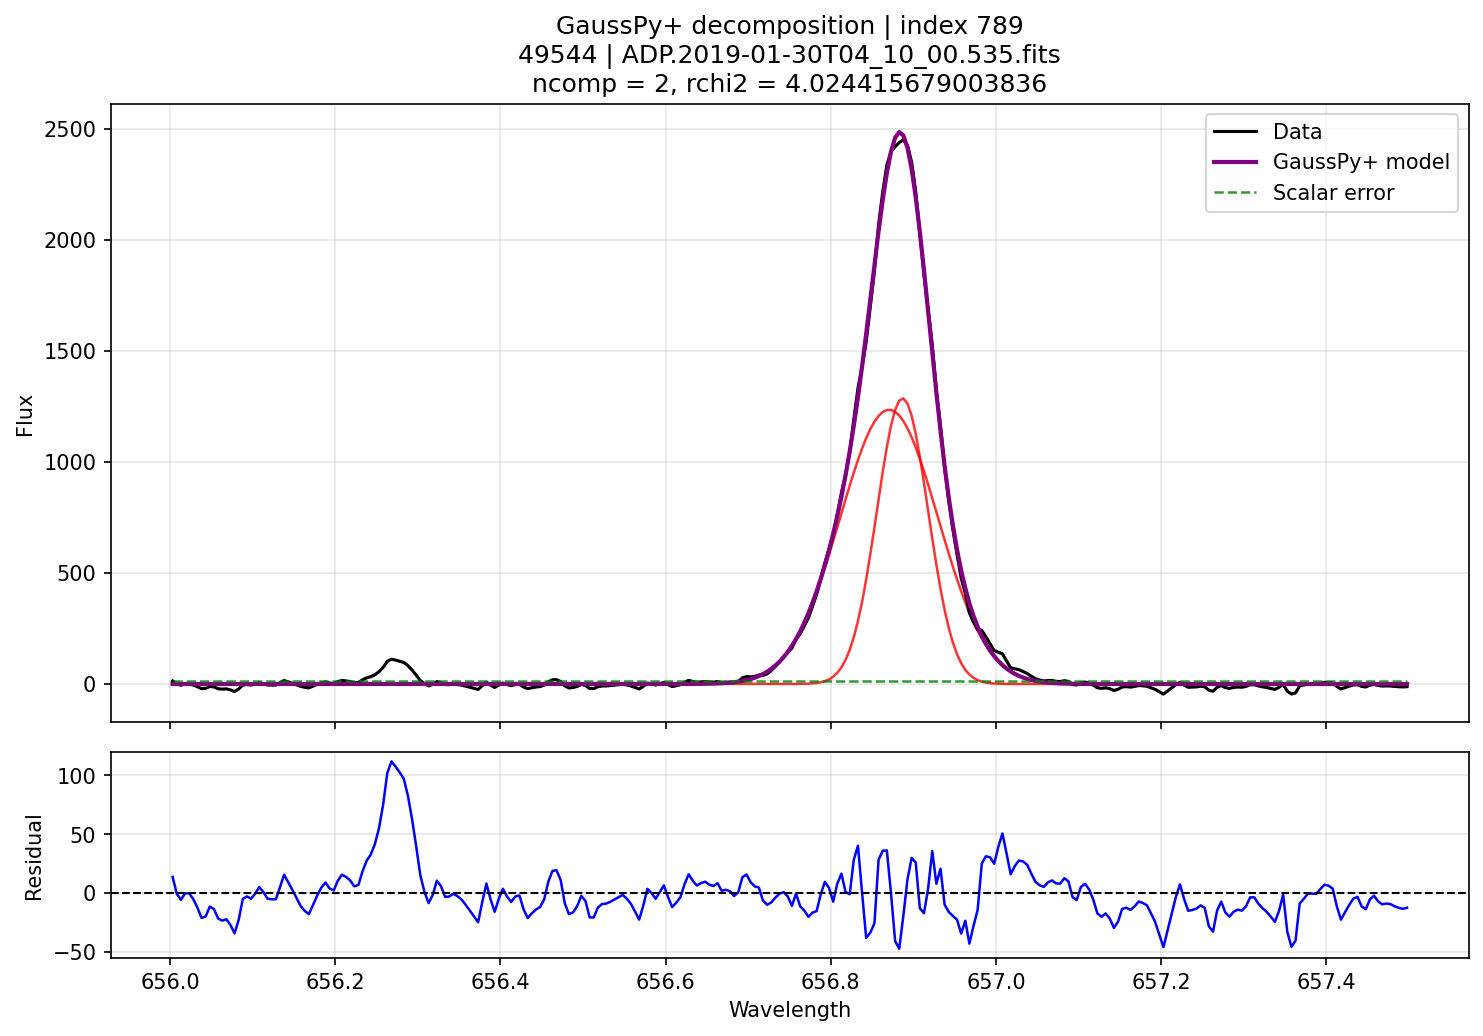 GaussPy+ decomposition | index 789
49544 | ADP.2019-01-30T04_10_00.535.fits
ncomp = 2, rchi2 = 4.024415679003836
Data
GaussPy+ model
Scalar error
Flux
2500
2000
1500
1000
500
0
Residual
100
50
0
−50
656.0 656.2 656.4 656.6 656.8 657.0 657.2 657.4
Wavelength